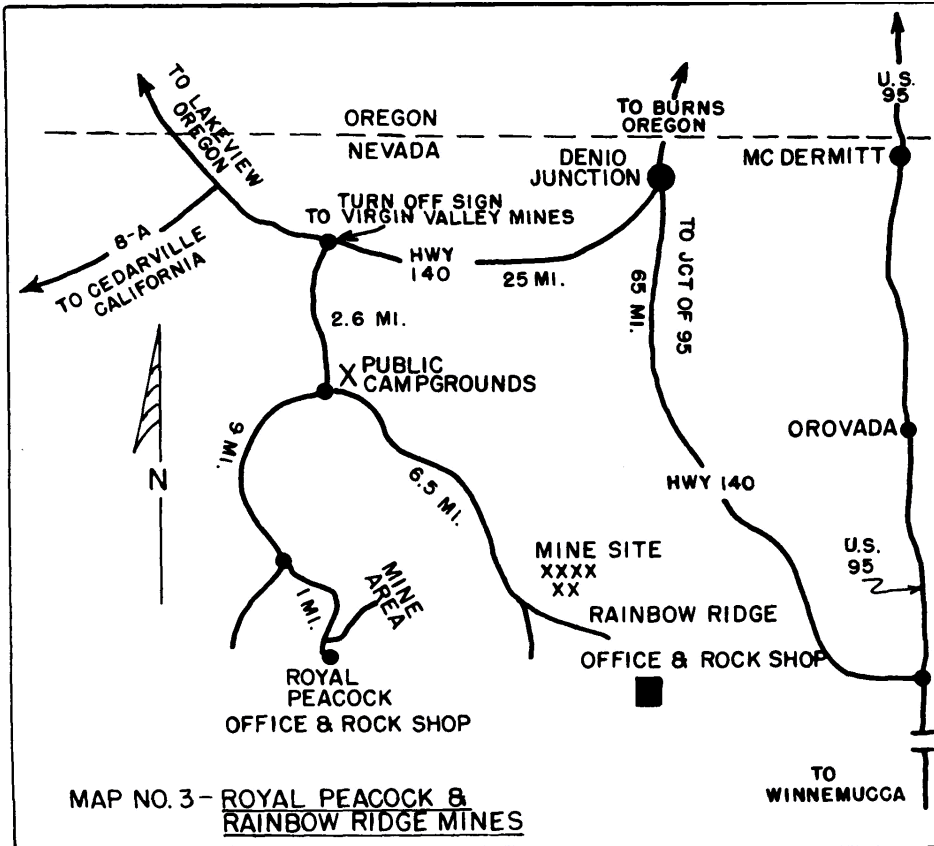 TO LAKEVIEW
OREGON
OREGON
NEVADA
TO BURNS
OREGON
U.S.
95
DENIO
JUNCTION
MC DERMITT
TURN OFF SIGN
TO VIRGIN VALLEY MINES
8-A
TO CEDARVILLE
CALIFORNIA
HWY
140
25 MI.
65 MI.
TO JCT OF 95
2.6 MI.
X PUBLIC
CAMPGROUNDS
N
9 MI.
6.5 MI.
OROVADA
HWY 140
U.S.
95
MINE SITE
XXXX
XX
RAINBOW RIDGE
OFFICE & ROCK SHOP
1 MI.
MINE
AREA
ROYAL
PEACOCK
OFFICE & ROCK SHOP
TO
WINNEMUCCA
MAP NO. 3 - ROYAL PEACOCK &
RAINBOW RIDGE MINES